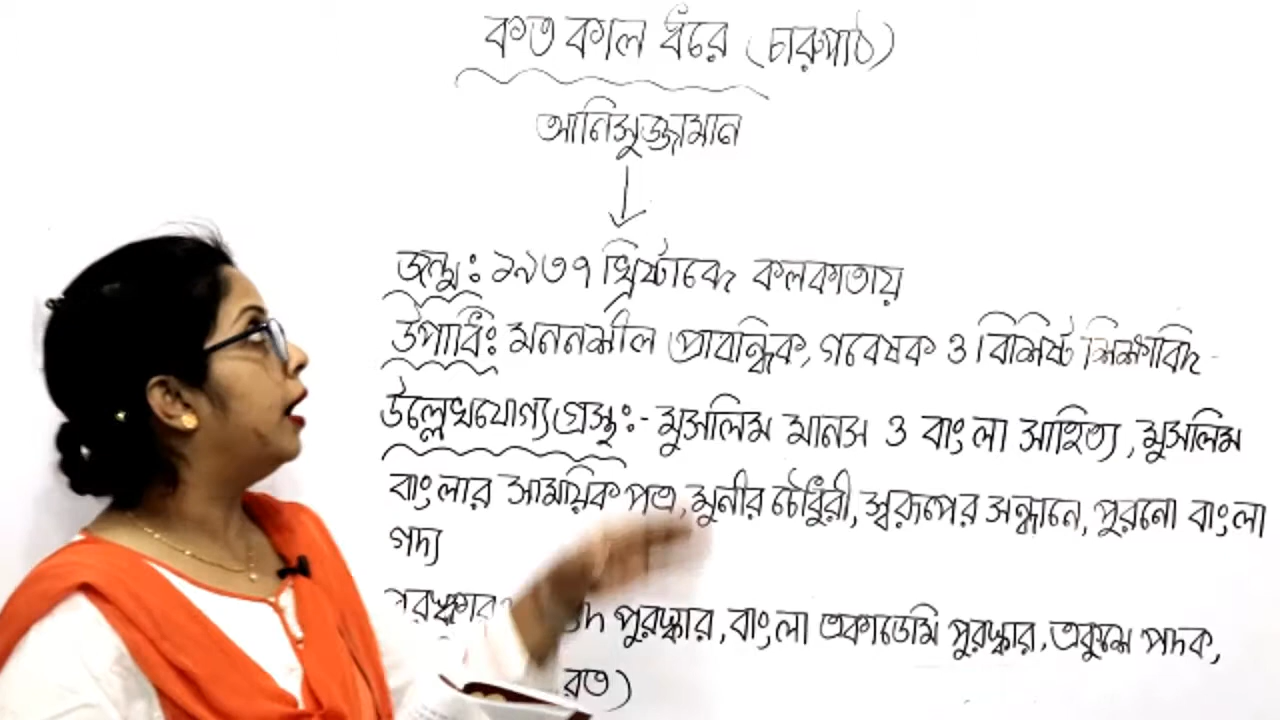 কত কাল ধরে (চারুপাঠ)
আনিসুজ্জামান
জন্ম: ১৯৩৭ খ্রিষ্টাব্দে কলকাতায়
উপাধি: মননশীল প্রাবন্ধিক, গবেষক ও বিশিষ্ট শিক্ষাবিদ
উল্লেখযোগ্য গ্রন্থ:- মুসলিম মানস ও বাংলা সাহিত্য, মুসলিম
বাংলার সাময়িক পত্র, মুনীর চৌধুরী, স্বরূপের সন্ধানে, পুরনো বাংলা
গদ্য
পুরস্কার, বাংলা একাডেমি পুরস্কার, একুশে পদক,